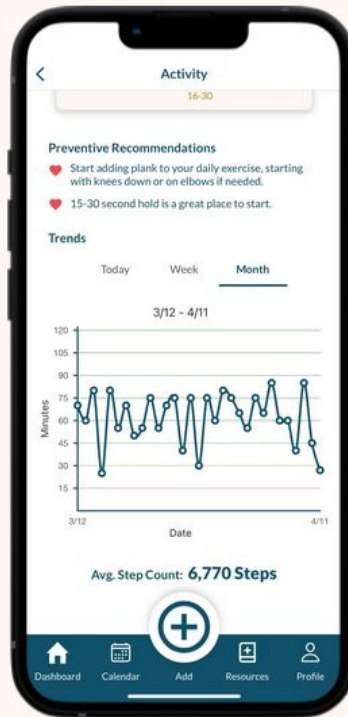 Activity
16-30
Preventive Recommendations
Start adding plank to your daily exercise, starting
with knees down or on elbows if needed.
15-30 second hold is a great place to start.
Trends
Today Week Month
3/12 - 4/11
120
105
90
75
60
45
30
15
Minutes
3/12 4/11
Date
Avg. Step Count: 6,770 Steps
Dashboard Calendar Add Resources Profile